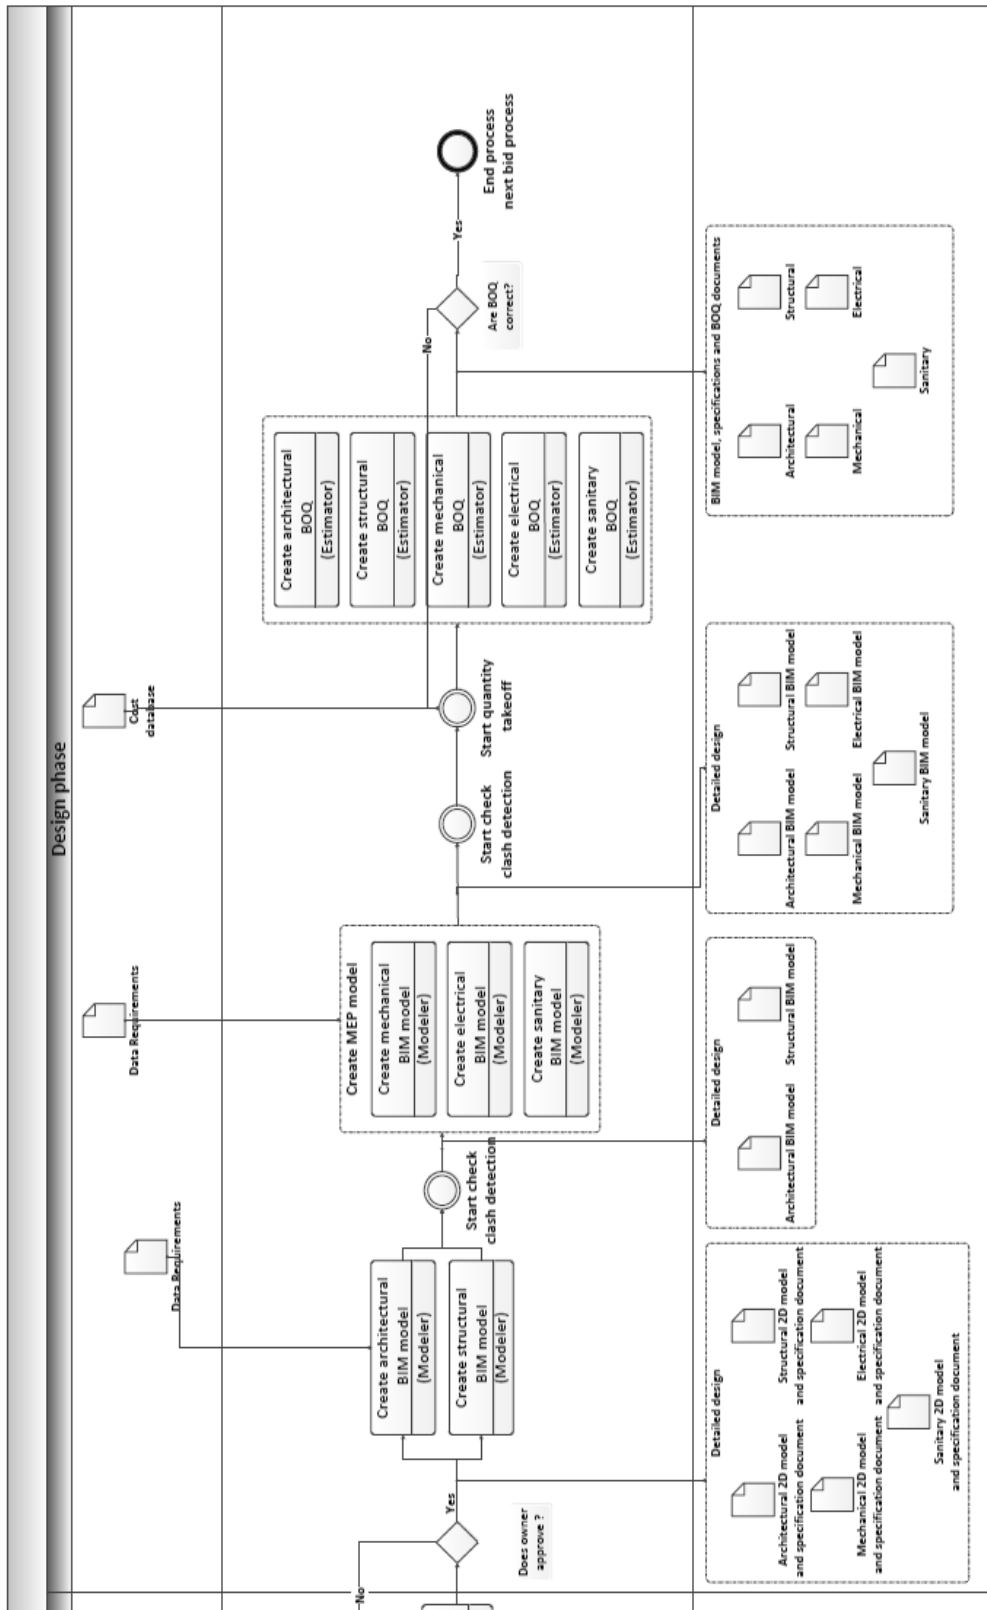 Design phase
Data Requirements
Data Requirements
Cost
database
No
Does owner
approve ?
Yes
Create architectural
BIM model
(Modeler)
Create structural
BIM model
(Modeler)
Start check
clash detection
Create MEP model
Create mechanical
BIM model
(Modeler)
Create electrical
BIM model
(Modeler)
Create sanitary
BIM model
(Modeler)
Start check
clash detection
Start quantity
takeoff
Create architectural
BOQ
(Estimator)
Create structural
BOQ
(Estimator)
Create mechanical
BOQ
(Estimator)
Create electrical
BOQ
(Estimator)
Create sanitary
BOQ
(Estimator)
No
Are BOQ
correct?
Yes
End process
next bid process
Detailed design
Architectural 2D model
and specification document
Structural 2D model
and specification document
Mechanical 2D model
and specification document
Electrical 2D model
and specification document
Sanitary 2D model
and specification document
Detailed design
Architectural BIM model
Structural BIM model
Detailed design
Architectural BIM model
Structural BIM model
Mechanical BIM model
Electrical BIM model
Sanitary BIM model
BIM model, specifications and BOQ documents
Architectural
Structural
Mechanical
Electrical
Sanitary